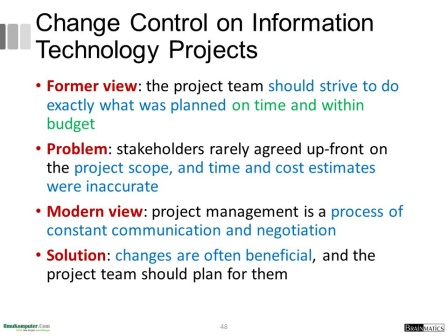 Change Control on Information
Technology Projects
• Former view: the project team should strive to do
exactly what was planned on time and within
budget
• Problem: stakeholders rarely agreed up-front on
the project scope, and time and cost estimates
were inaccurate
• Modern view: project management is a process of
constant communication and negotiation
• Solution: changes are often beneficial, and the
project team should plan for them
IlmuKomputer.Com
48
BRAINMATICS